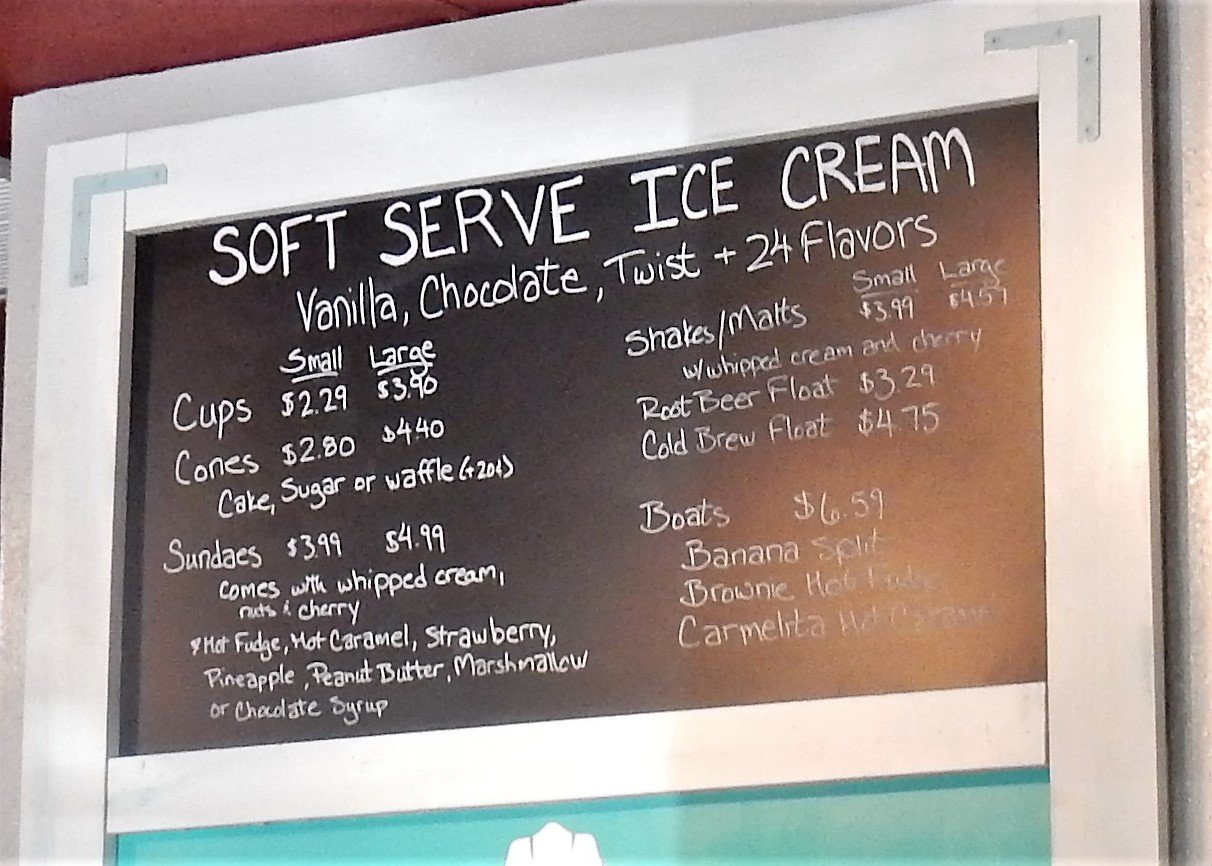 SOFT SERVE ICE CREAM
Vanilla, Chocolate, Twist + 24 Flavors
Small Large
Cups $2.29 $3.90
Cones $2.80 $4.40
Cake, Sugar or waffle (+20¢)
Sundaes $3.99 $4.99
Comes with whipped cream,
nuts & cherry
*Hot Fudge, Hot Caramel, Strawberry,
Pineapple, Peanut Butter, Marshmallow
or Chocolate Syrup
Small Large
Shakes/Malts $3.99
w/whipped cream and cherry
Root Beer Float $3.29
Cold Brew Float $4.75
Boats $6.59
Banana Split
Brownie Hot Fudge
Carmelita Hot Caramel